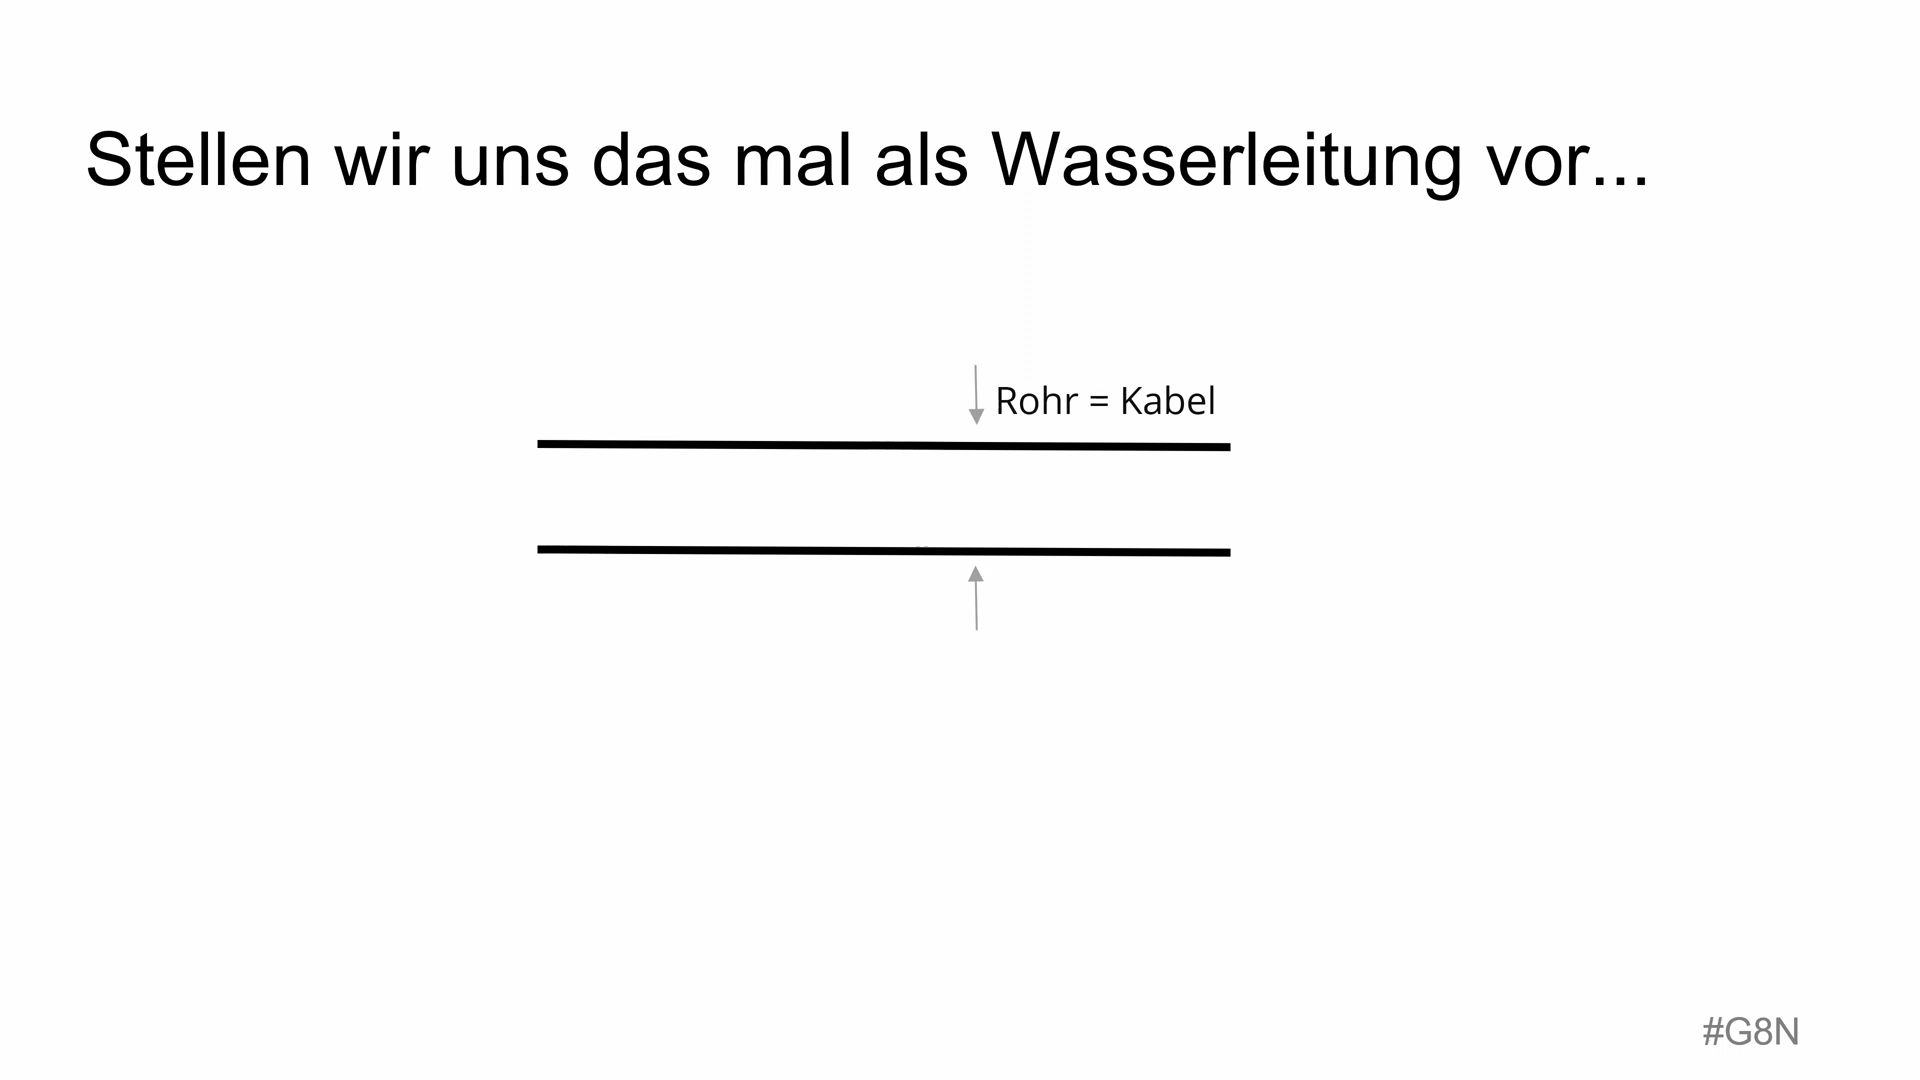 Stellen wir uns das mal als Wasserleitung vor...
Rohr = Kabel
#G8N